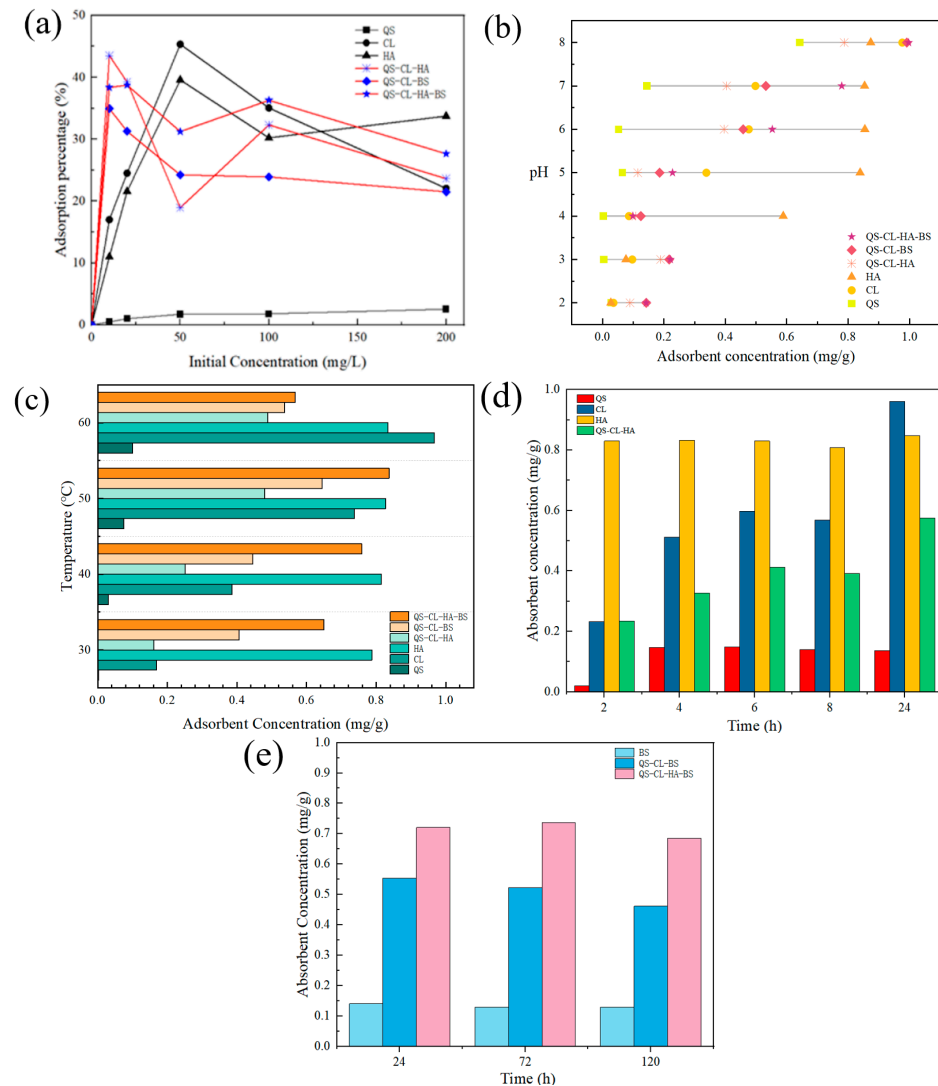 (a)
QS
CL
HA
QS-CL-HA
QS-CL-BS
QS-CL-HA-BS
Adsorption percentage (%)
50
40
30
20
10
0
0
50
100
150
200
Initial Concentration (mg/L)
(b)
8
7
6
pH
5
4
3
2
QS-CL-HA-BS
QS-CL-BS
QS-CL-HA
HA
CL
QS
0.0
0.2
0.4
0.6
0.8
1.0
Adsorbent concentration (mg/g)
(c)
Temperature (℃)
60
50
40
30
QS-CL-HA-BS
QS-CL-BS
QS-CL-HA
HA
CL
QS
0.0
0.2
0.4
0.6
0.8
1.0
Adsorbent Concentration (mg/g)
(d)
QS
CL
HA
QS-CL-HA
Absorbent concentration (mg/g)
1.0
0.8
0.6
0.4
0.2
0.0
2
4
6
8
24
Time (h)
(e)
BS
QS-CL-BS
QS-CL-HA-BS
Absorbent Concentration (mg/g)
1.0
0.9
0.8
0.7
0.6
0.5
0.4
0.3
0.2
0.1
0.0
24
72
120
Time (h)